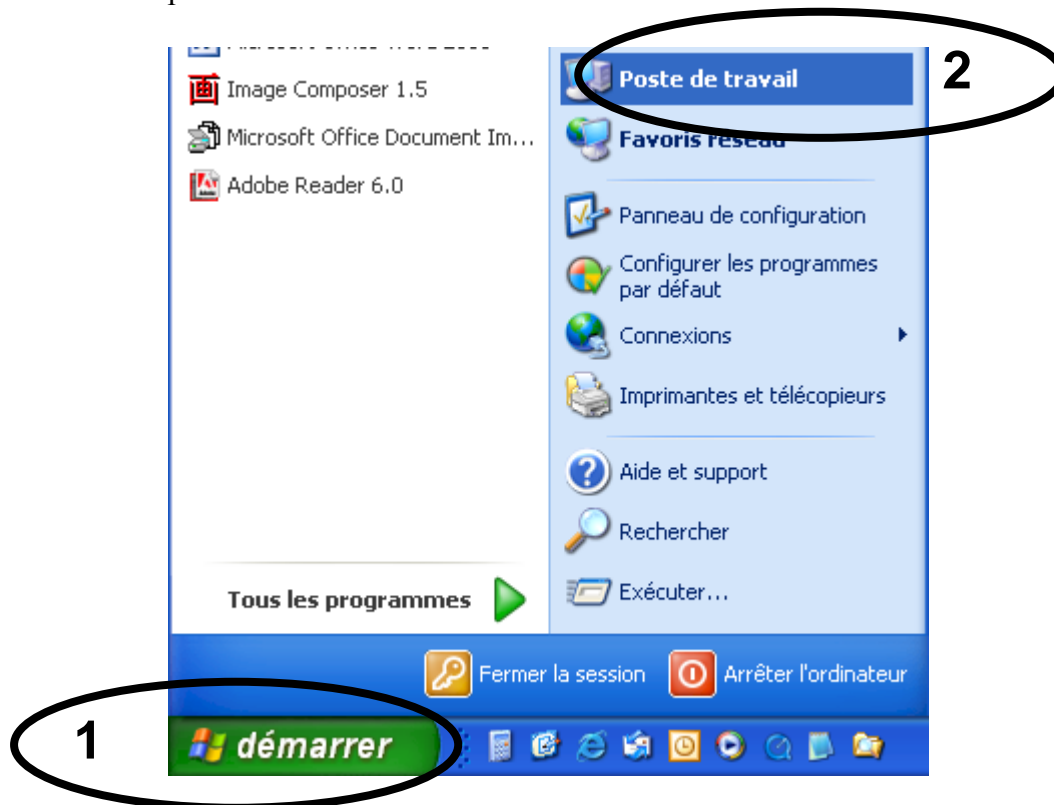 Image Composer 1.5
Microsoft Office Document Im...
Adobe Reader 6.0
Tous les programmes
Poste de travail
2
Favoris réseau
Panneau de configuration
Configurer les programmes
par défaut
Connexions
Imprimantes et télécopieurs
Aide et support
Rechercher
Exécuter...
Fermer la session
Arrêter l'ordinateur
1
démarrer